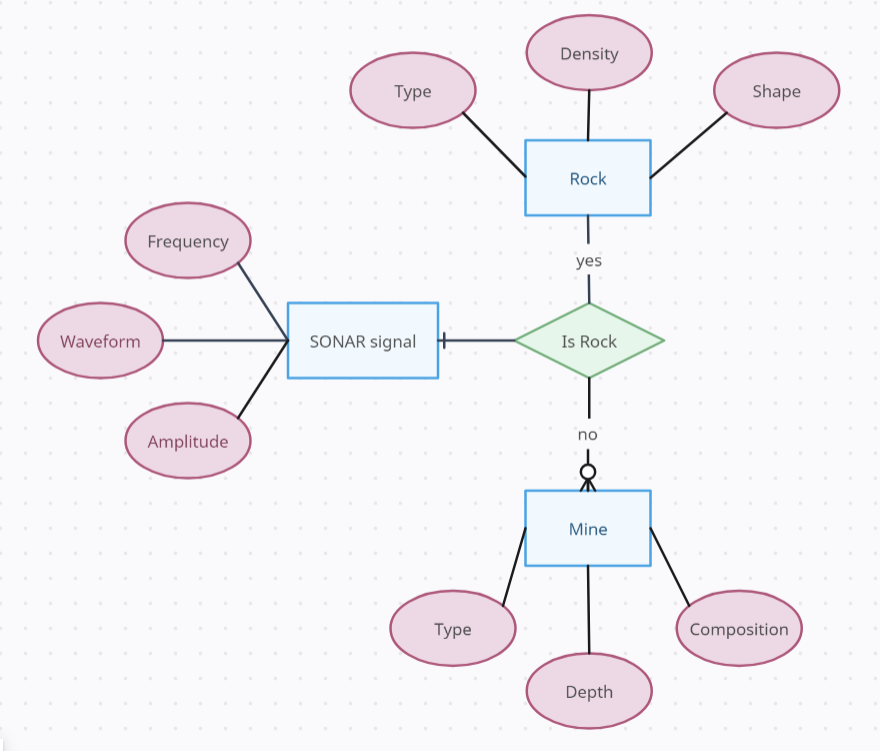 Density
Type
Shape
Rock
Frequency
yes
Waveform
SONAR signal
Is Rock
Amplitude
no
Mine
Type
Composition
Depth